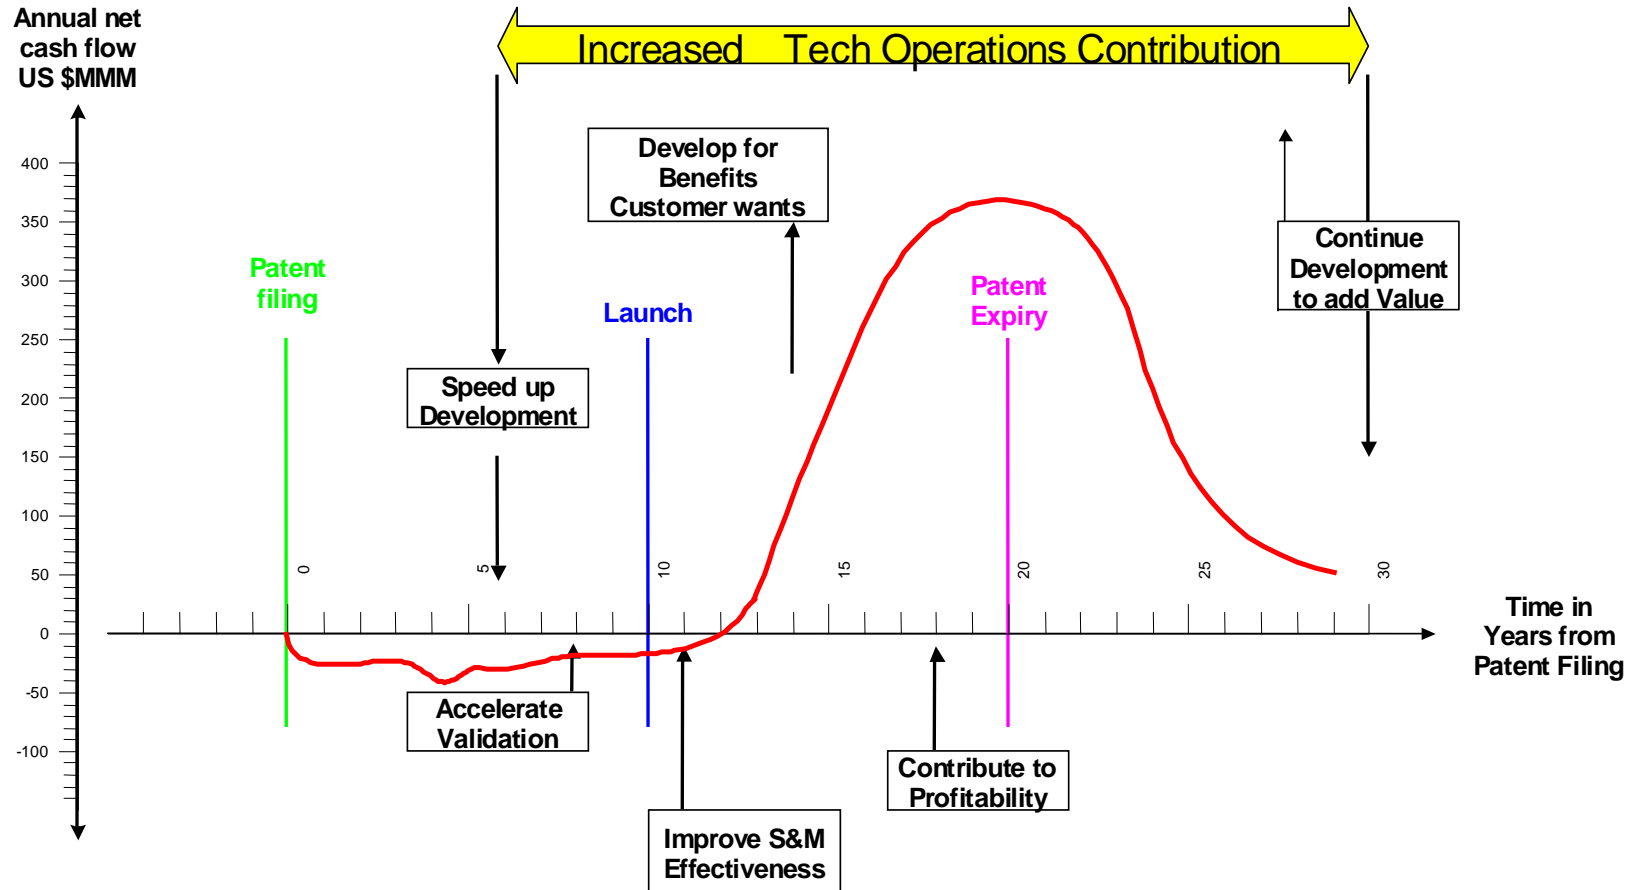 Annual net
cash flow
US $MMM
Increased Tech Operations Contribution
Develop for
Benefits
Customer wants
Continue
Development
to add Value
Patent
filing
Launch
Patent
Expiry
Speed up
Development
400
350
300
250
200
150
100
50
0
-50
-100
0
5
10
15
20
25
30
Time in
Years from
Patent Filing
Accelerate
Validation
Contribute to
Profitability
Improve S&M
Effectiveness